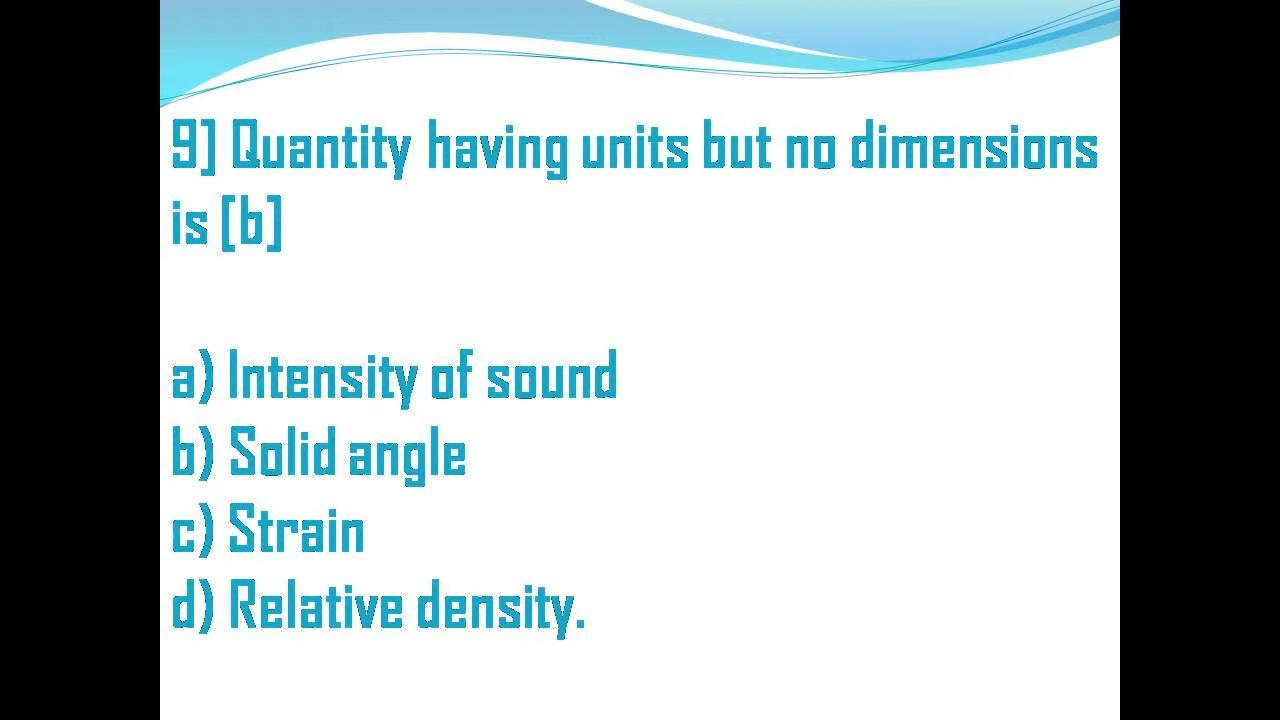 9] Quantity having units but no dimensions
is [b]
a) Intensity of sound
b) Solid angle
c) Strain
d) Relative density.